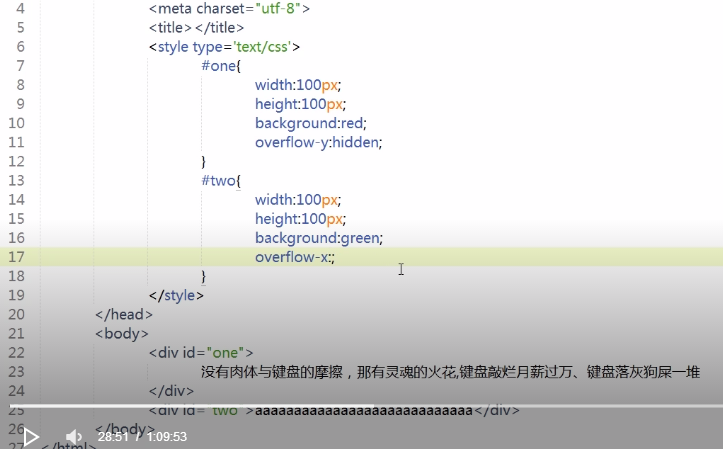 4 <meta charset="utf-8">
5 <title></title>
6 <style type='text/css'>
7 #one{
8 width:100px;
9 height:100px;
10 background:red;
11 overflow-y:hidden;
12 }
13 #two{
14 width:100px;
15 height:100px;
16 background:green;
17 overflow-x:;
18 }
19 </style>
20 </head>
21 <body>
22 <div id="one">
23 没有肉体与键盘的摩擦，那有灵魂的火花,键盘敲烂月薪过万、键盘落灰狗屎一堆
24 </div>
25 <div id="two">aaaaaaaaaaaaaaaaaaaaaaaaaaaa</div>
26 </body>
27 </html>
28:51 / 1:09:53